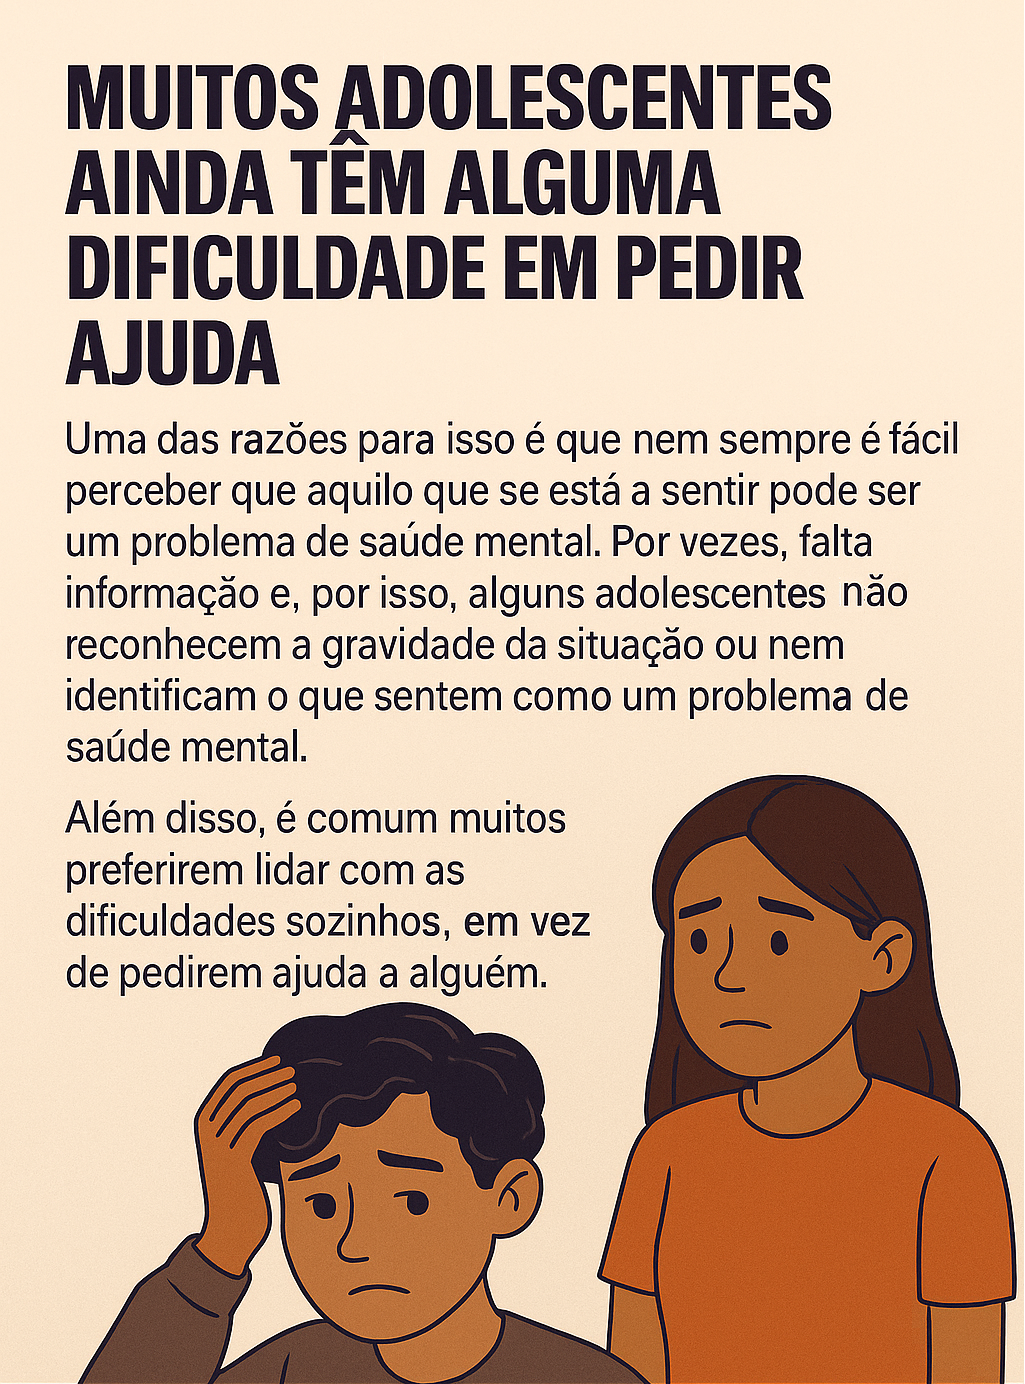 MUITOS ADOLESCENTES
AINDA TÊM ALGUMA
DIFICULDADE EM PEDIR
AJUDA
Uma das razões para isso é que nem sempre é fácil
perceber que aquilo que se está a sentir pode ser
um problema de saúde mental. Por vezes, falta
informação e, por isso, alguns adolescentes não
reconhecem a gravidade da situação ou nem
identificam o que sentem como um problema de
saúde mental.
Além disso, é comum muitos
preferirem lidar com as
dificuldades sozinhos, em vez
de pedirem ajuda a alguém.